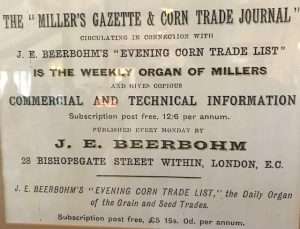 THE "MILLER'S GAZETTE & CORN TRADE JOURNAL"
CIRCULATING IN CONNECTION WITH
J. E. BEERBOHM'S "EVENING CORN TRADE LIST"
IS THE WEEKLY ORGAN OF MILLERS
AND GIVES COPIOUS
COMMERCIAL AND TECHNICAL INFORMATION
Subscription post free, 12/6 per annum.
PUBLISHED EVERY MONDAY BY
J. E. BEERBOHM
28 BISHOPSGATE STREET WITHIN, LONDON, E.C.
J. E. BEERBOHM'S "EVENING CORN TRADE LIST," the Daily Organ
of the Grain and Seed Trades.
Subscription post free, £5 15s. 0d. per annum.